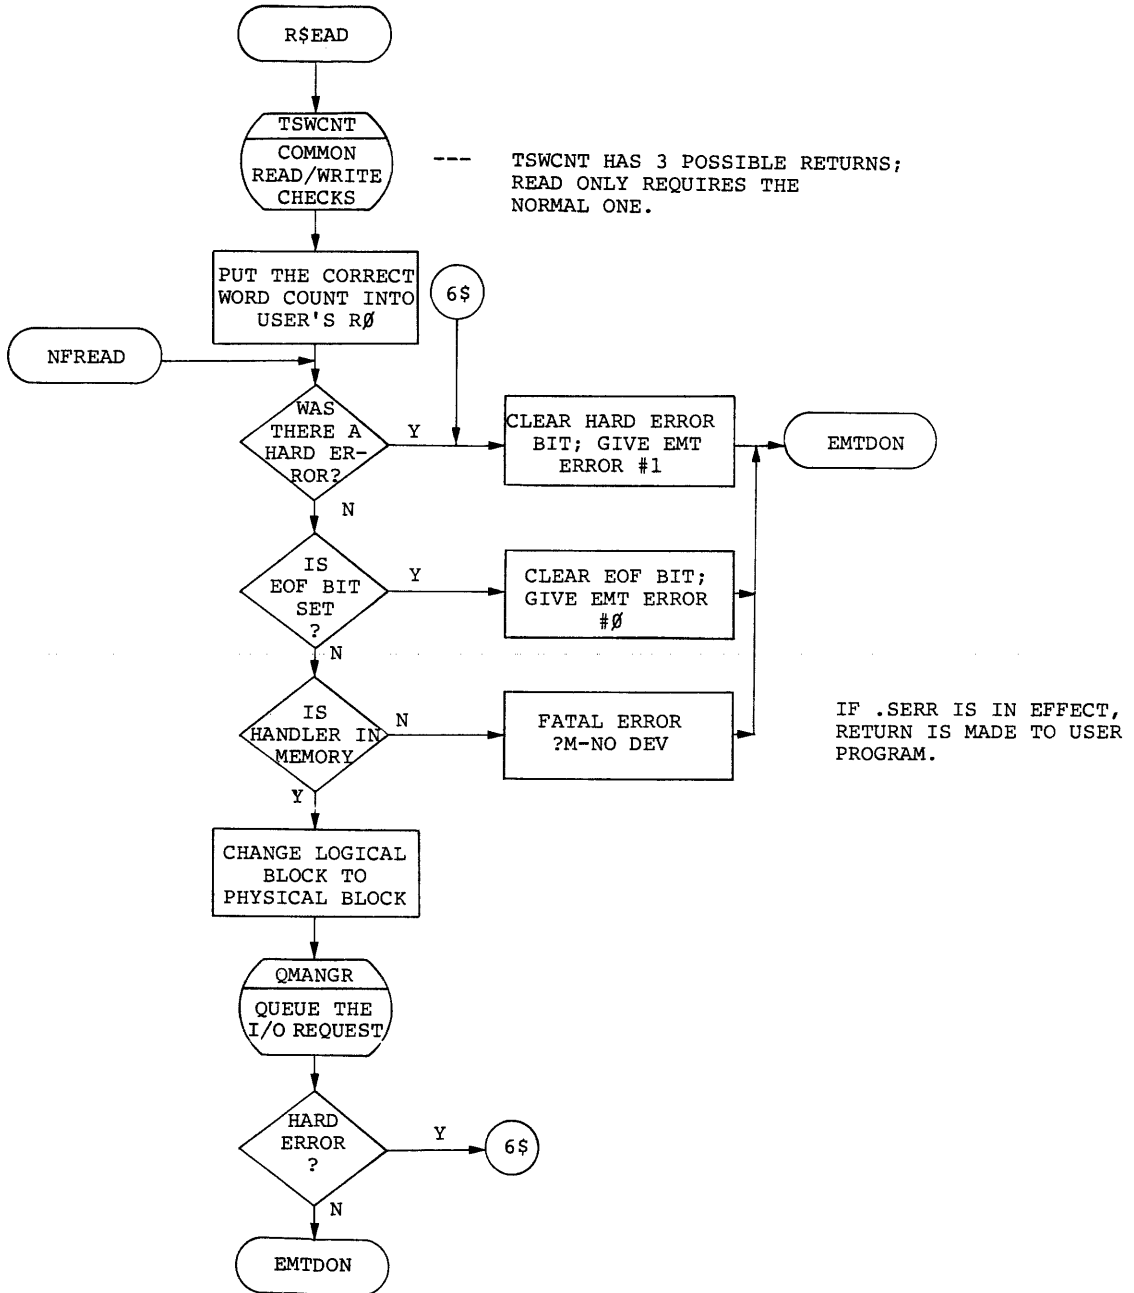 R$EAD
TSWCNT
COMMON
READ/WRITE
CHECKS
--- TSWCNT HAS 3 POSSIBLE RETURNS;
READ ONLY REQUIRES THE
NORMAL ONE.
PUT THE CORRECT
WORD COUNT INTO
USER'S RØ
6$
NFREAD
WAS
THERE A
HARD ER-
ROR?
Y
N
CLEAR HARD ERROR
BIT; GIVE EMT
ERROR #1
EMTDON
IS
EOF BIT
SET
?
Y
N
CLEAR EOF BIT;
GIVE EMT ERROR
#Ø
IS
HANDLER IN
MEMORY
N
Y
FATAL ERROR
?M-NO DEV
IF .SERR IS IN EFFECT,
RETURN IS MADE TO USER
PROGRAM.
CHANGE LOGICAL
BLOCK TO
PHYSICAL BLOCK
QMANGR
QUEUE THE
I/O REQUEST
HARD
ERROR
?
Y
6$
N
EMTDON